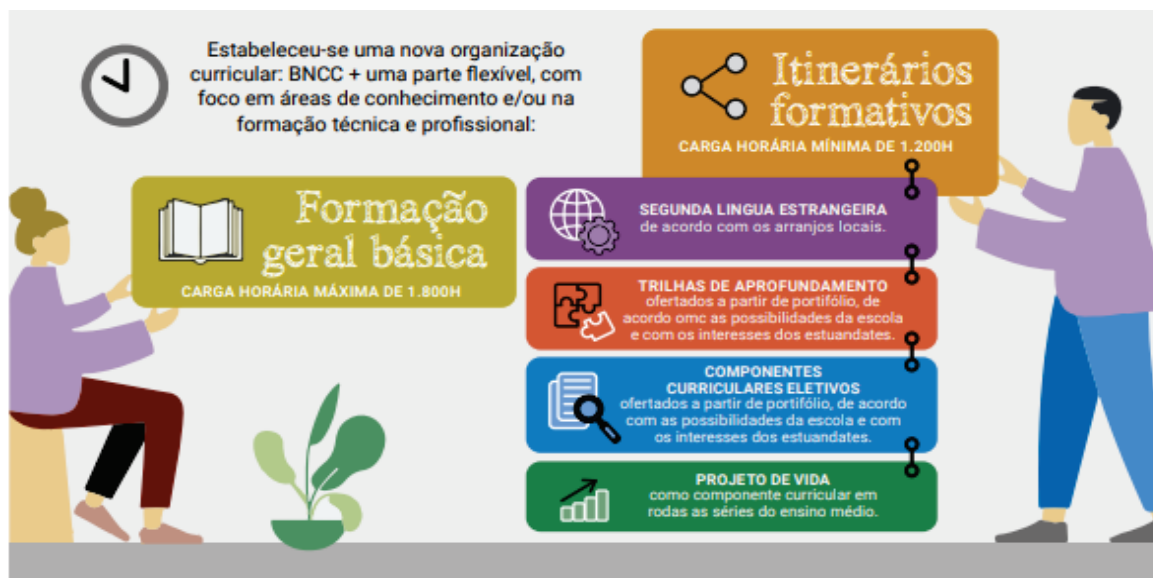 Estabeleceu-se uma nova organização
curricular: BNCC + uma parte flexível, com
foco em áreas de conhecimento e/ou na
formação técnica e profissional:
Formação
geral básica
CARGA HORÁRIA MÁXIMA DE 1.800H
Itinerários
formativos
CARGA HORÁRIA MÍNIMA DE 1.200H
SEGUNDA LINGUA ESTRANGEIRA
de acordo com os arranjos locais.
TRILHAS DE APROFUNDAMENTO
ofertados a partir de portifólio, de
acordo omc as possibilidades da escola
e com os interesses dos estuandates.
COMPONENTES
CURRICULARES ELETIVOS
ofertados a partir de portifólio, de acordo
com as possibilidades da escola e com
os interesses dos estuandates.
PROJETO DE VIDA
como componente curricular em
rodas as séries do ensino médio.